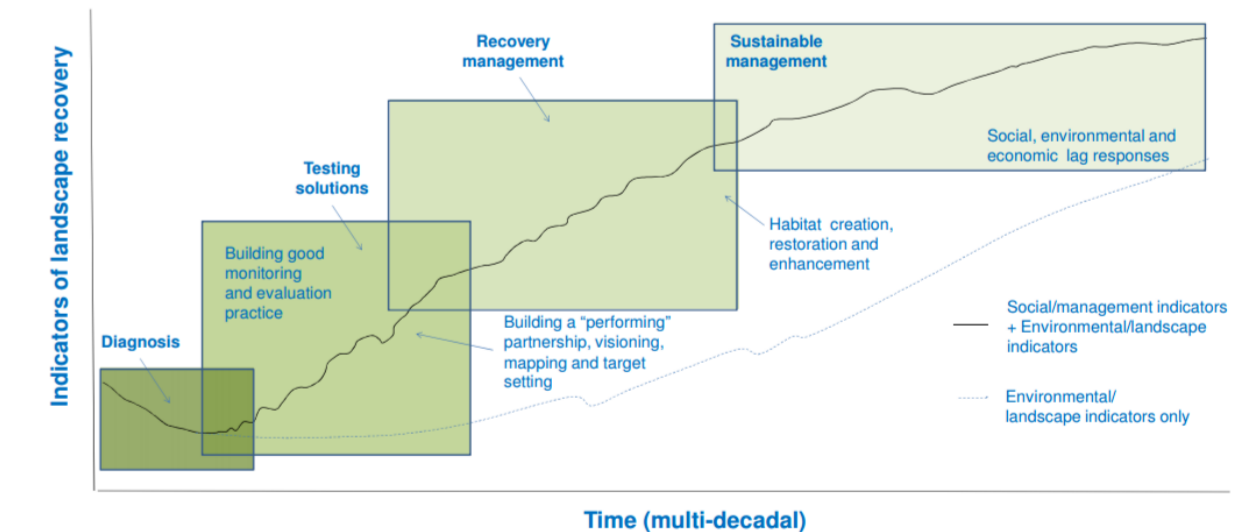 Indicators of landscape recovery
Diagnosis
Testing
solutions
Building good
monitoring
and evaluation
practice
Recovery
management
Building a “performing”
partnership, visioning,
mapping and target
setting
Sustainable
management
Social, environmental and
economic lag responses
Habitat creation,
restoration and
enhancement
Social/management indicators
+ Environmental/landscape
indicators
Environmental/
landscape indicators only
Time (multi-decadal)